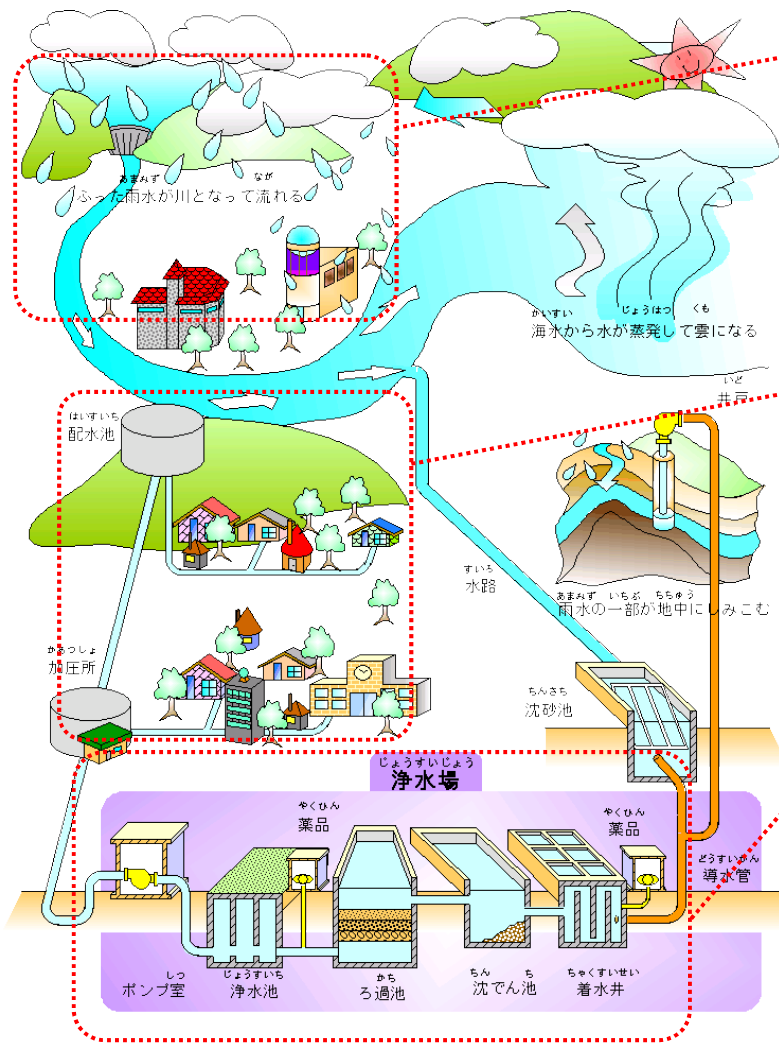 あまみず なが
ふった雨水が川となって流れる
かいすい じょうはつ くも
海水から水が蒸発して雲になる
いど
井戸
はいすいち
配水池
すいろ
水路
あまみず いちぶ ちちゅう
雨水の一部が地中にしみこむ
かあつしょ
加圧所
ちんさち
沈砂池
じょうすいじょう
浄水場
やくひん
薬品
やくひん
薬品
どうすいかん
導水管
しつ
ポンプ室
じょうすいち
浄水池
かち
ろ過池
ちん ち
沈でん池
ちゃくすいせい
着水井